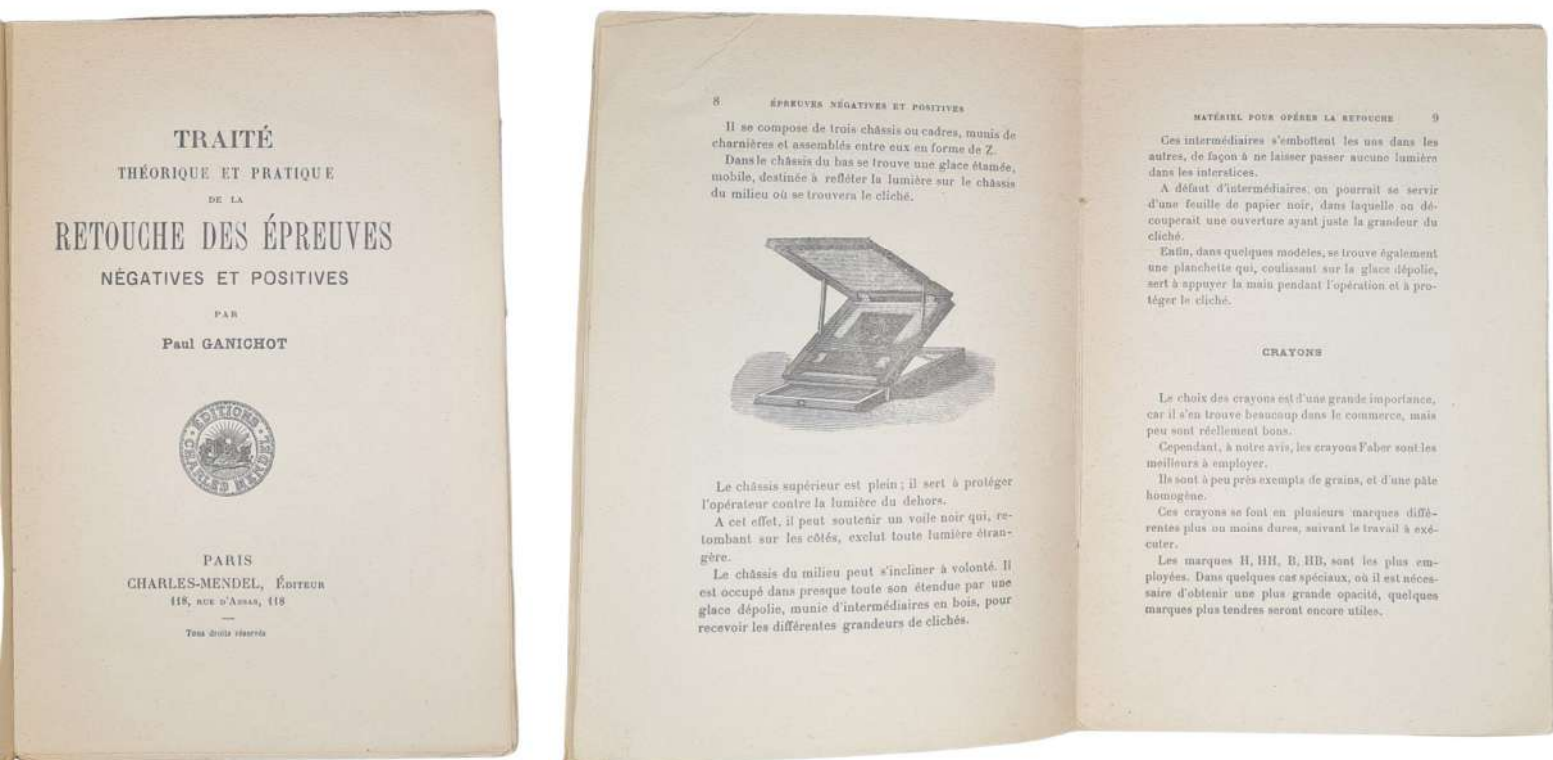 TRAITÉ
THÉORIQUE ET PRATIQUE
DE LA
RETOUCHE DES ÉPREUVES
NÉGATIVES ET POSITIVES
PAR
Paul GANICHOT
ÉDITIONS
CHARLES MENDEL
PARIS
CHARLES-MENDEL, ÉDITEUR
118, RUE D'ASSAS, 118
Tous droits réservés
8 ÉPREUVES NÉGATIVES ET POSITIVES
Il se compose de trois châssis ou cadres, munis de
charnières et assemblés entre eux en forme de Z.
Dans le châssis du bas se trouve une glace étamée,
mobile, destinée à refléter la lumière sur le châssis
du milieu où se trouvera le cliché.
Le châssis supérieur est plein ; il sert à protéger
l'opérateur contre la lumière du dehors.
A cet effet, il peut soutenir un voile noir qui, re-
tombant sur les côtés, exclut toute lumière étran-
gère.
Le châssis du milieu peut s'incliner à volonté. Il
est occupé dans presque toute son étendue par une
glace dépolie, munie d'intermédiaires en bois, pour
recevoir les différentes grandeurs de clichés.
MATÉRIEL POUR OPÉRER LA RETOUCHE 9
Ces intermédiaires s'emboîtent les uns dans les
autres, de façon à ne laisser passer aucune lumière
dans les interstices.
A défaut d'intermédiaires, on pourrait se servir
d'une feuille de papier noir, dans laquelle on dé-
couperait une ouverture ayant juste la grandeur du
cliché.
Enfin, dans quelques modèles, se trouve également
une planchette qui, coulissant sur la glace dépolie,
sert à appuyer la main pendant l'opération et à pro-
téger le cliché.
CRAYONS
Le choix des crayons est d'une grande importance,
car il s'en trouve beaucoup dans le commerce, mais
peu sont réellement bons.
Cependant, à notre avis, les crayons Faber sont les
meilleurs à employer.
Ils sont à peu près exempts de grains, et d'une pâte
homogène.
Ces crayons se font en plusieurs marques diffé-
rentes plus ou moins dures, suivant le travail à exé-
cuter.
Les marques H, HH, B, HB, sont les plus em-
ployées. Dans quelques cas spéciaux, où il est néces-
saire d'obtenir une plus grande opacité, quelques
marques plus tendres seront encore utiles.